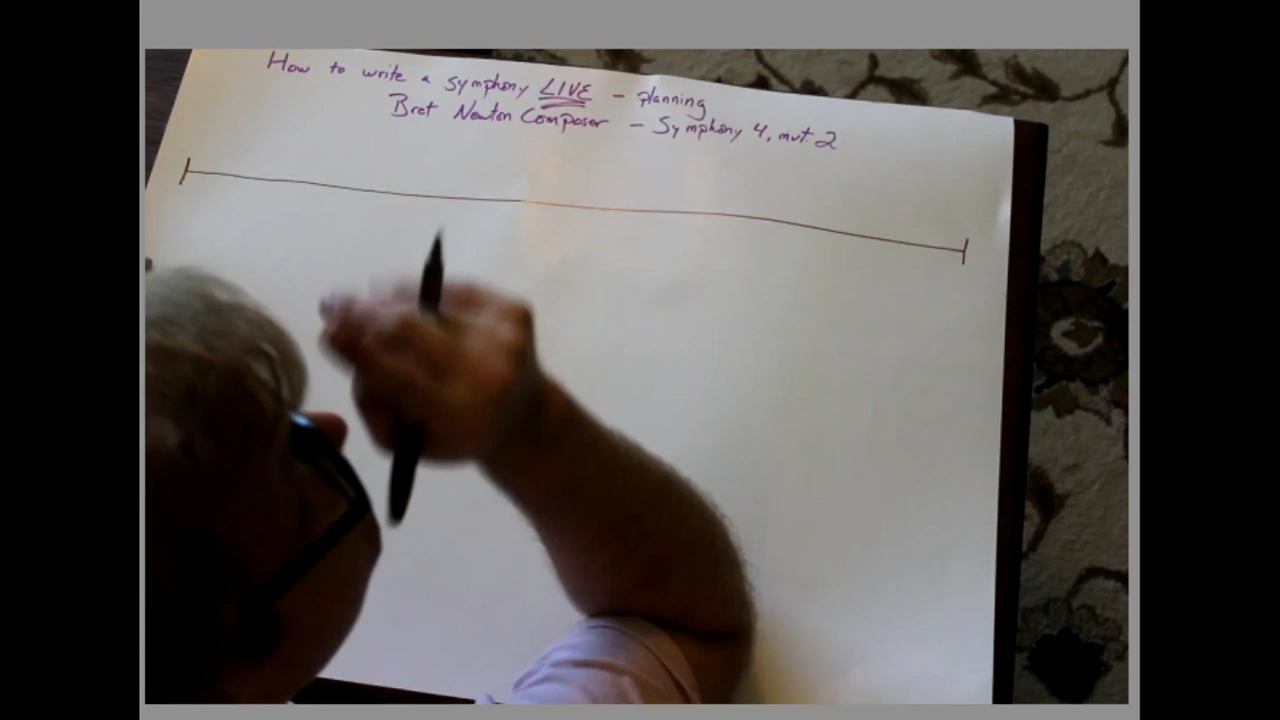 How to write a symphony LIVE - planning
Bret Newton Composer - Symphony 4, mvt. 2